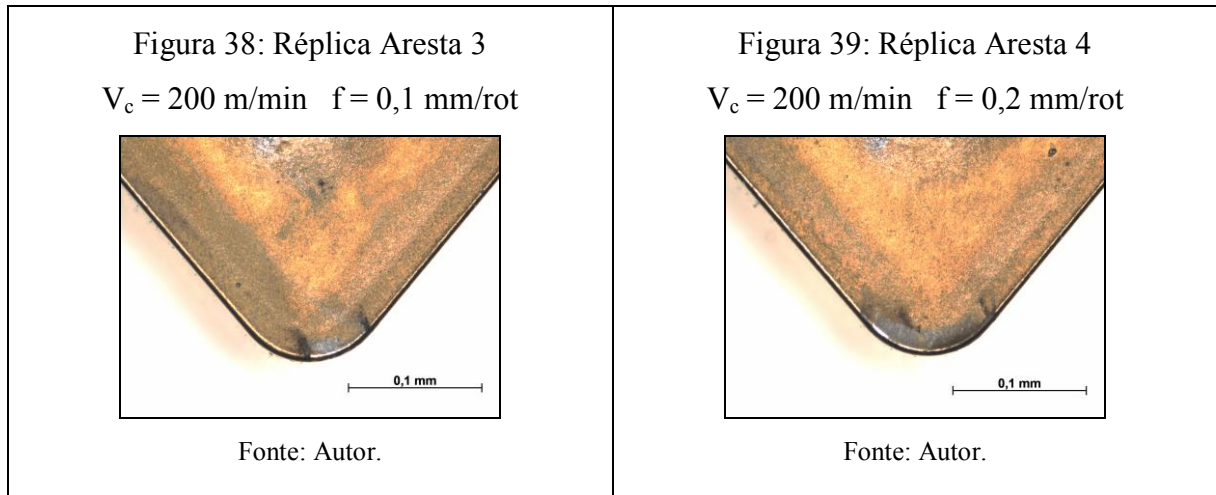 Figura 38: Réplica Aresta 3
Vc = 200 m/min f = 0,1 mm/rot
0,1 mm
Fonte: Autor.
Figura 39: Réplica Aresta 4
Vc = 200 m/min f = 0,2 mm/rot
0,1 mm
Fonte: Autor.